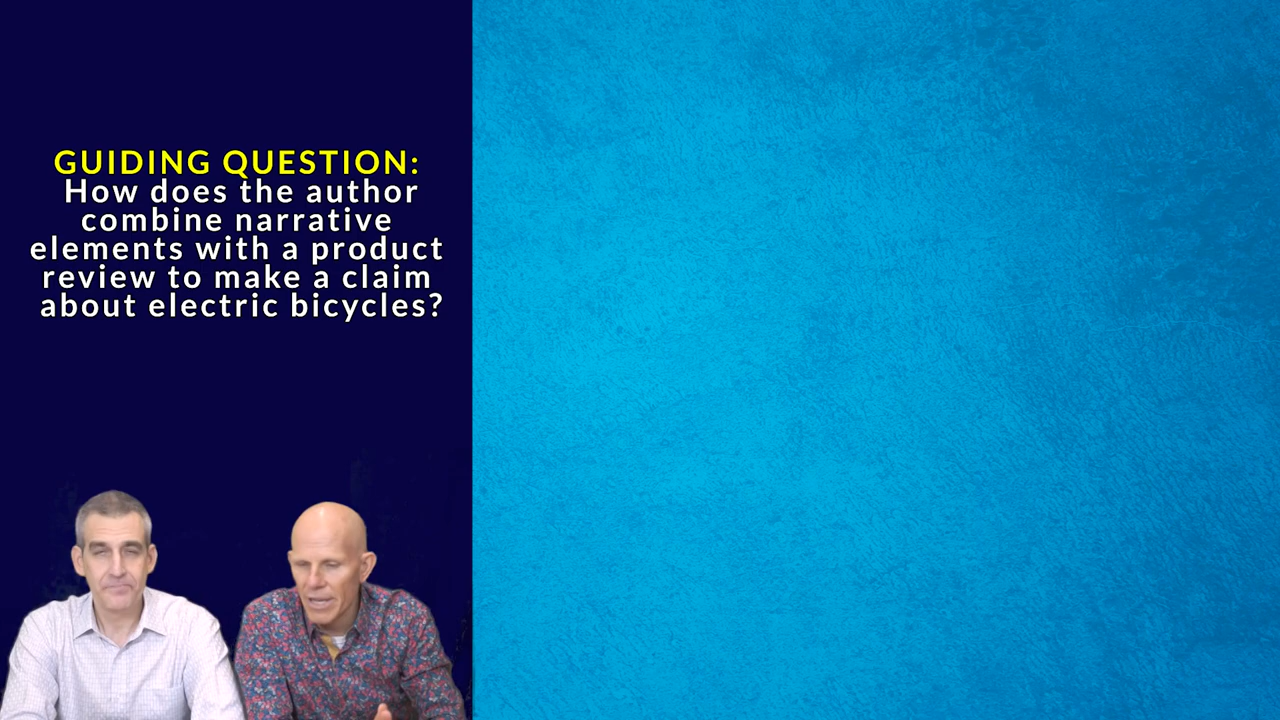 GUIDING QUESTION:
How does the author
combine narrative
elements with a product
review to make a claim
about electric bicycles?